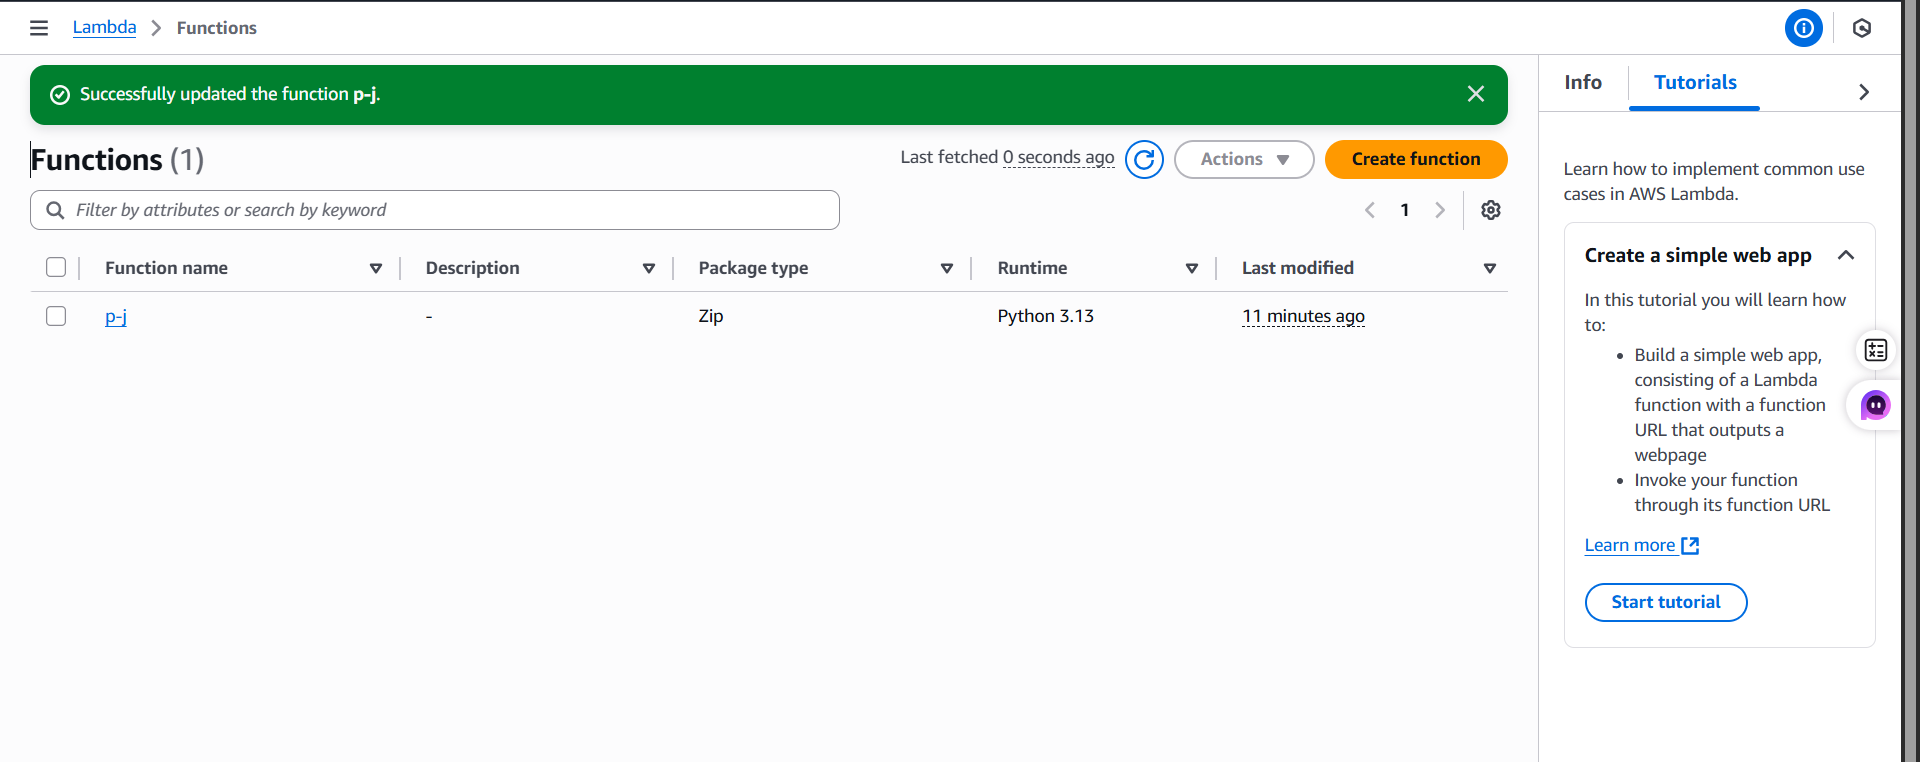 Lambda > Functions
Successfully updated the function p-j.
Functions (1)
Last fetched 0 seconds ago
Actions
Create function
Filter by attributes or search by keyword
1
Function name Description Package type Runtime Last modified
p-j - Zip Python 3.13 11 minutes ago
Info
Tutorials
Learn how to implement common use
cases in AWS Lambda.
Create a simple web app
In this tutorial you will learn how
to:
• Build a simple web app,
consisting of a Lambda
function with a function
URL that outputs a
webpage
• Invoke your function
through its function URL
Learn more
Start tutorial